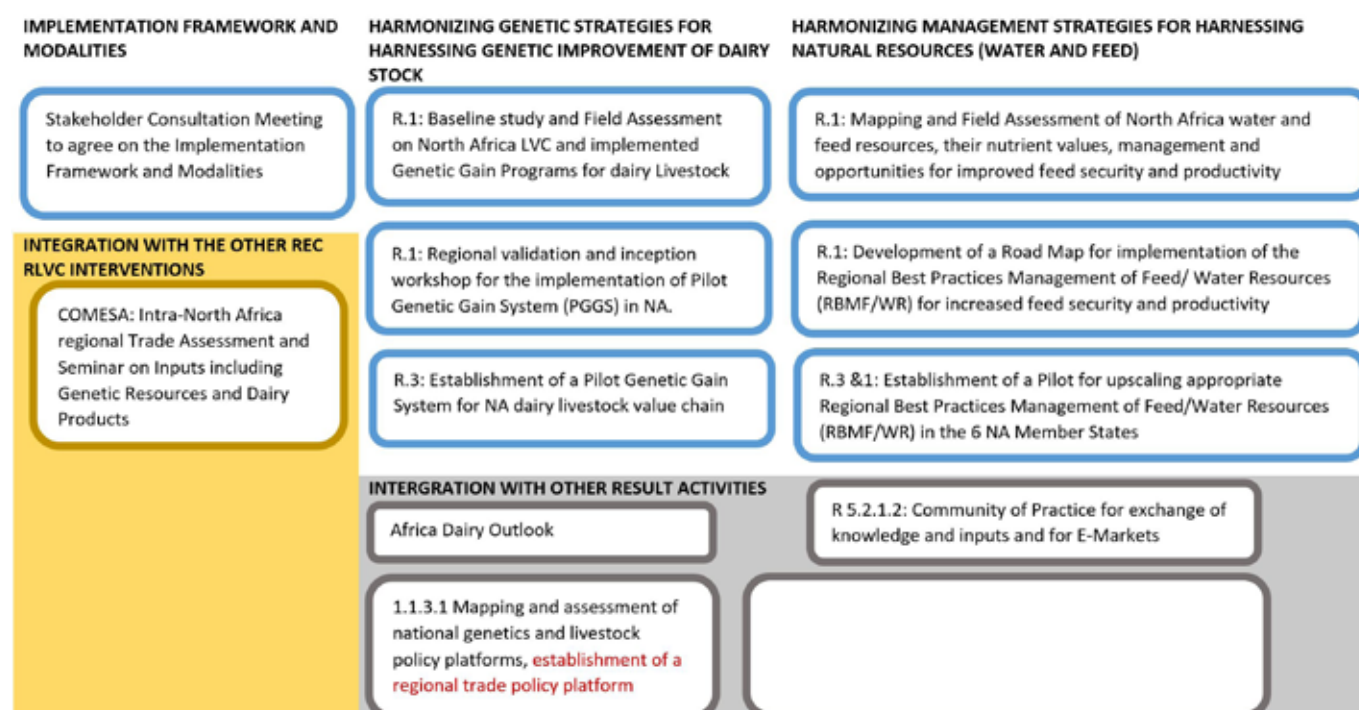 IMPLEMENTATION FRAMEWORK AND
MODALITIES
Stakeholder Consultation Meeting
to agree on the Implementation
Framework and Modalities
INTEGRATION WITH THE OTHER REC
RLVC INTERVENTIONS
COMESA: Intra-North Africa
regional Trade Assessment and
Seminar on Inputs including
Genetic Resources and Dairy
Products
HARMONIZING GENETIC STRATEGIES FOR
HARNESSING GENETIC IMPROVEMENT OF DAIRY
STOCK
R.1: Baseline study and Field Assessment
on North Africa LVC and implemented
Genetic Gain Programs for dairy Livestock
R.1: Regional validation and inception
workshop for the implementation of Pilot
Genetic Gain System (PGGS) in NA.
R.3: Establishment of a Pilot Genetic Gain
System for NA dairy livestock value chain
HARMONIZING MANAGEMENT STRATEGIES FOR HARNESSING
NATURAL RESOURCES (WATER AND FEED)
R.1: Mapping and Field Assessment of North Africa water and
feed resources, their nutrient values, management and
opportunities for improved feed security and productivity
R.1: Development of a Road Map for implementation of the
Regional Best Practices Management of Feed/ Water Resources
(RBMF/WR) for increased feed security and productivity
R.3 &1: Establishment of a Pilot for upscaling appropriate
Regional Best Practices Management of Feed/Water Resources
(RBMF/WR) in the 6 NA Member States
INTERGRATION WITH OTHER RESULT ACTIVITIES
Africa Dairy Outlook
1.1.3.1 Mapping and assessment of
national genetics and livestock
policy platforms, establishment of a
regional trade policy platform
R 5.2.1.2: Community of Practice for exchange of
knowledge and inputs and for E-Markets